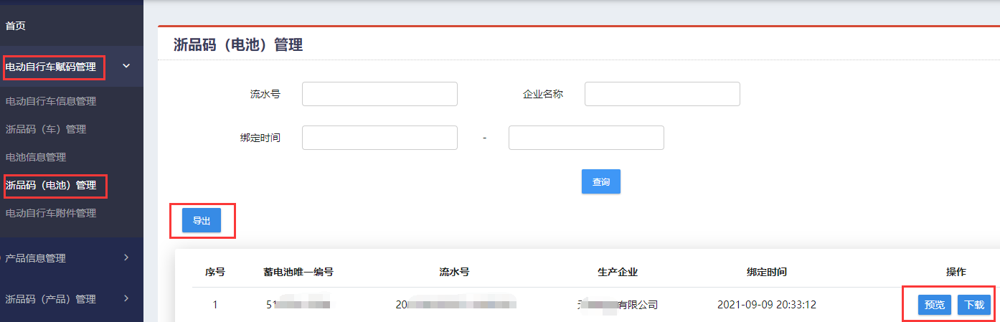 首页
电动自行车赋码管理
电动自行车信息管理
浙品码（车）管理
电池信息管理
浙品码（电池）管理
电动自行车附件管理
产品信息管理
浙品码（产品）管理
浙品码（电池）管理
流水号 企业名称
绑定时间 -
查询
导出
序号 蓄电池唯一编号 流水号 生产企业 绑定时间 操作
1 51 20 有限公司 2021-09-09 20:33:12 预览 下载